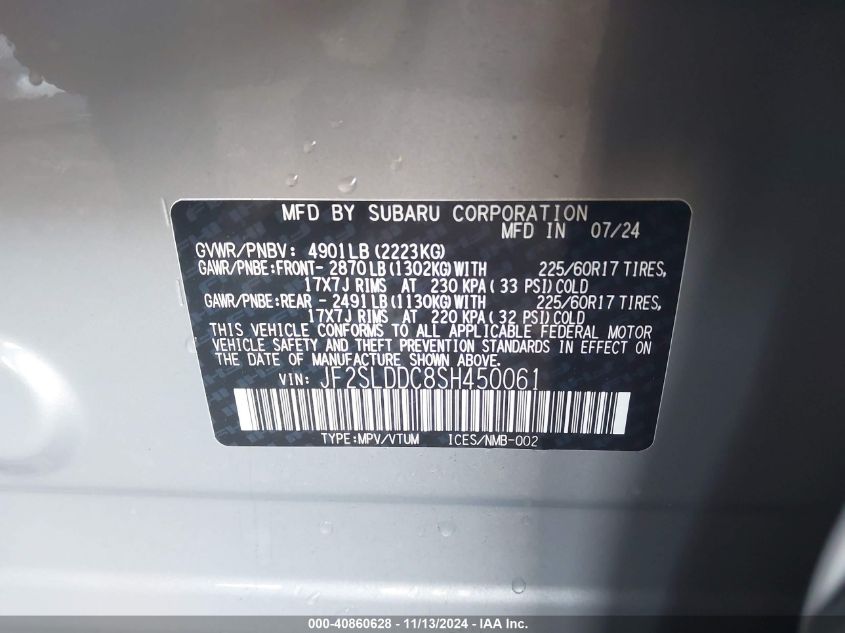 MFD BY SUBARU CORPORATION
MFD IN 07/24
GVWR/PNBV: 4901LB (2223KG)
GAWR/PNBE:FRONT- 2870LB (1302KG)WITH 225/60R17 TIRES,
17X7J RIMS AT 230 KPA ( 33 PSI) COLD
GAWR/PNBE:REAR - 2491LB (1130KG)WITH 225/60R17 TIRES,
17X7J RIMS AT 220 KPA ( 32 PSI) COLD
THIS VEHICLE CONFORMS TO ALL APPLICABLE FEDERAL MOTOR
VEHICLE SAFETY AND THEFT PREVENTION STANDARDS IN EFFECT ON
THE DATE OF MANUFACTURE SHOWN ABOVE.
VIN: JF2SLDDC8SH450061
TYPE:MPV/VTUM ICES/NMB-002
000-40860628 - 11/13/2024 - IAA Inc.